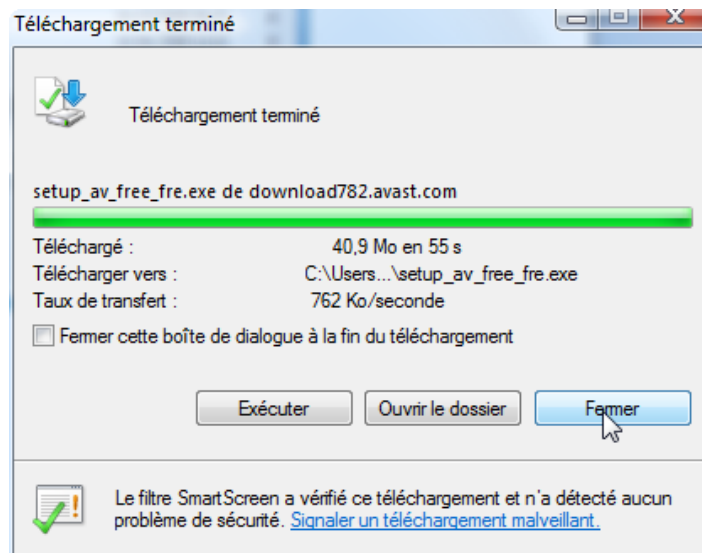 Téléchargement terminé
Téléchargement terminé
setup_av_free_fre.exe de download782.avast.com
Téléchargé : 40,9 Mo en 55 s
Télécharger vers : C:\Users...\setup_av_free_fre.exe
Taux de transfert : 762 Ko/seconde
Fermer cette boîte de dialogue à la fin du téléchargement
Exécuter Ouvrir le dossier Fermer
Le filtre SmartScreen a vérifié ce téléchargement et n'a détecté aucun
problème de sécurité. Signaler un téléchargement malveillant.